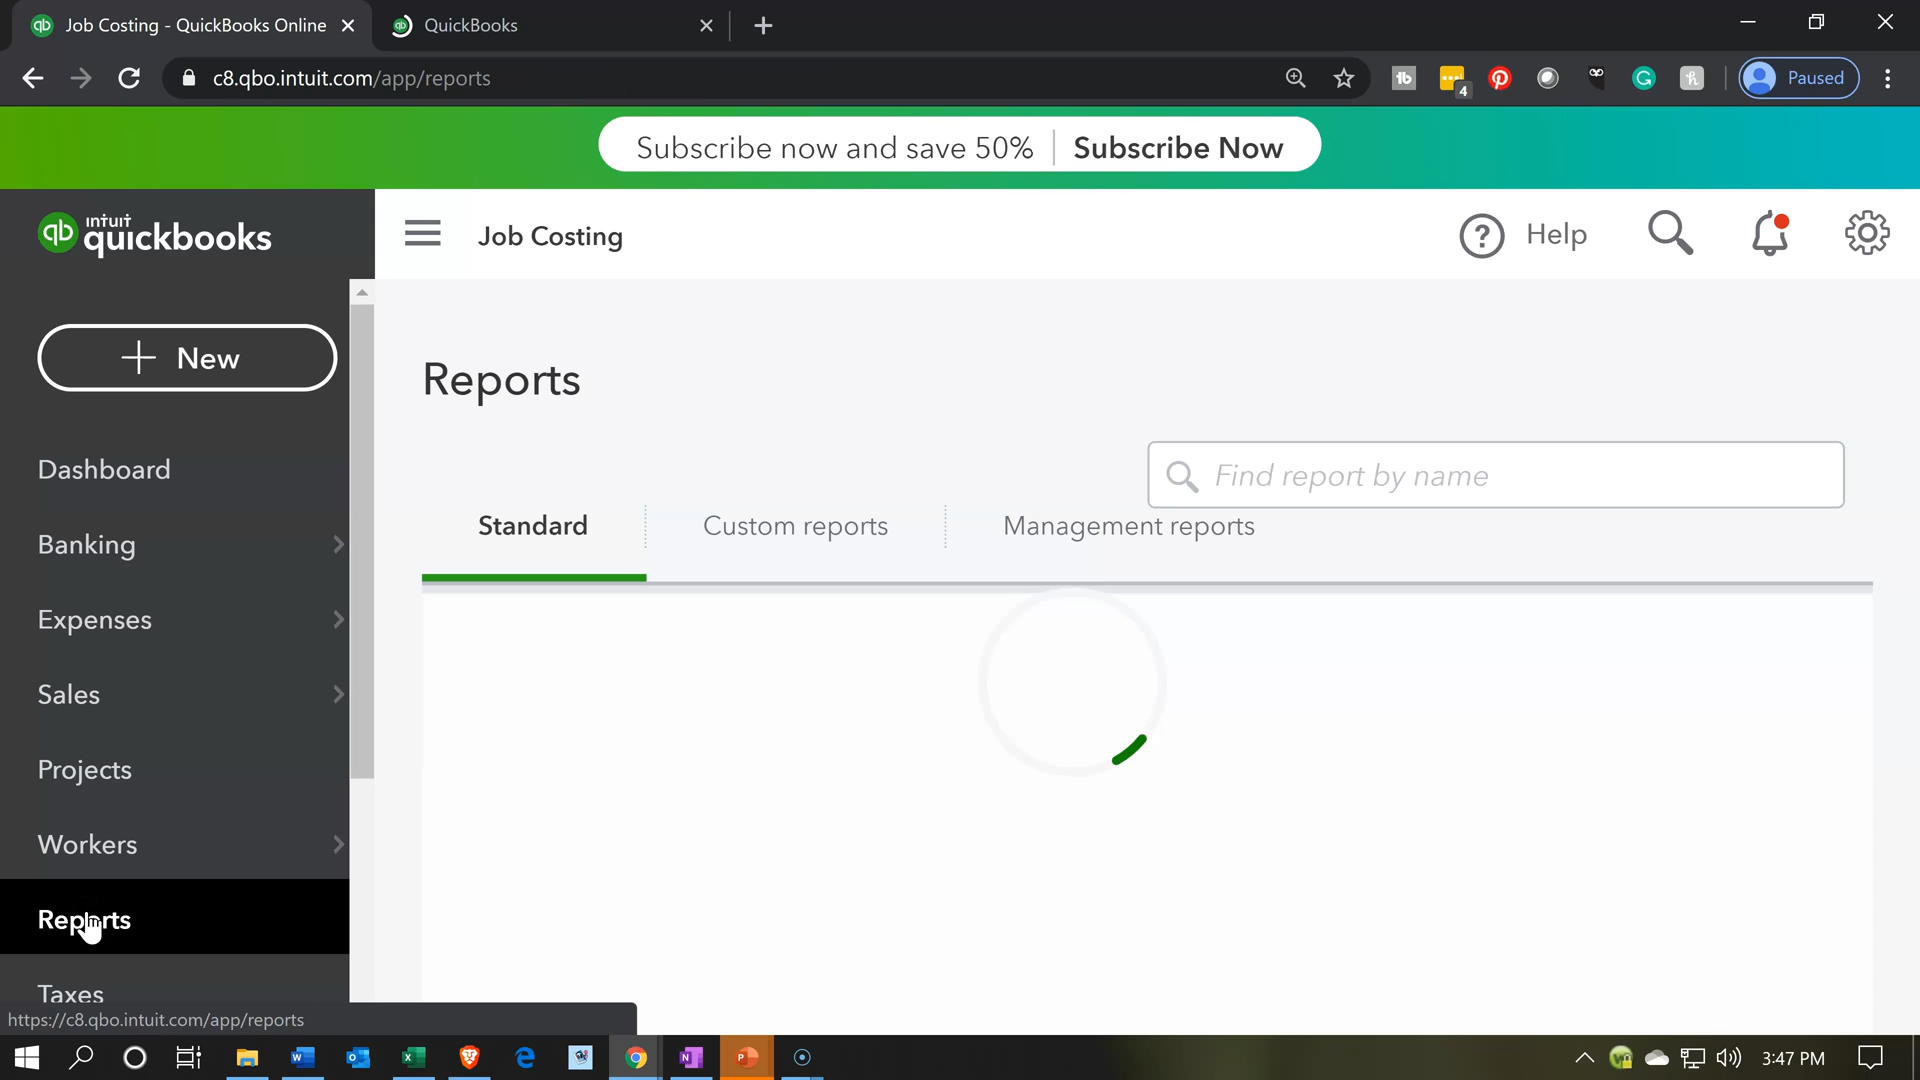 Job Costing - QuickBooks Online
QuickBooks
c8.qbo.intuit.com/app/reports
4
Paused
Subscribe now and save 50% | Subscribe Now
qb intuit quickbooks
Job Costing
? Help
+ New
Reports
Find report by name
Standard
Custom reports
Management reports
Dashboard
Banking
Expenses
Sales
Projects
Workers
Reports
Taxes
https://c8.qbo.intuit.com/app/reports
3:47 PM